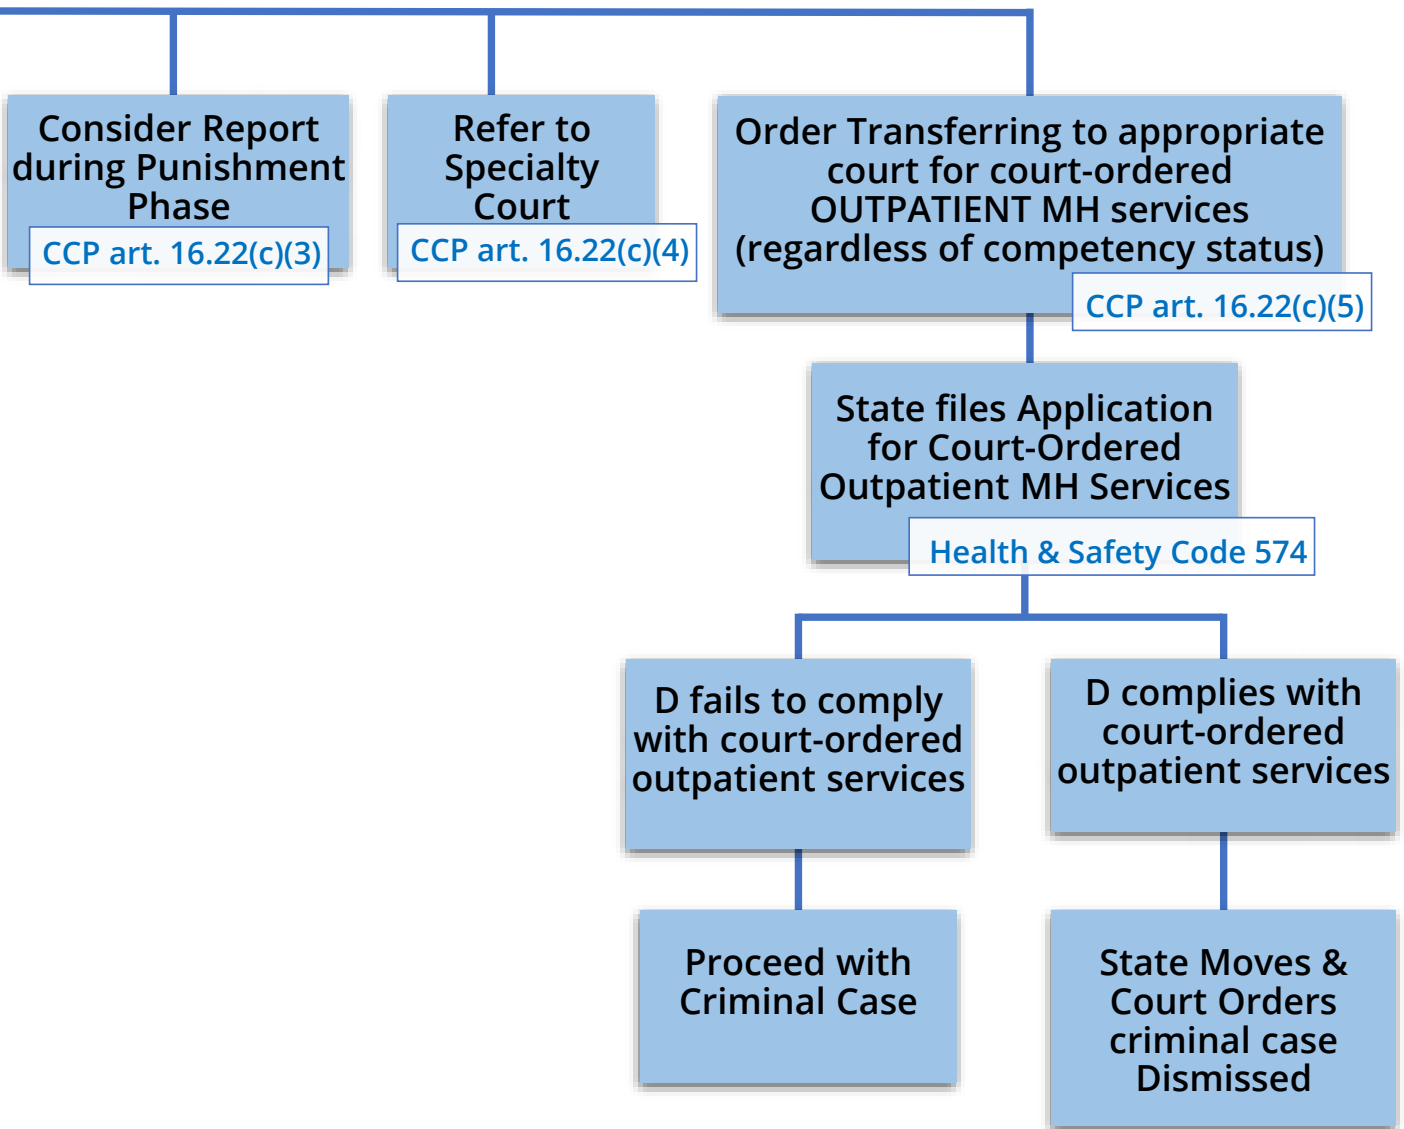 Consider Report
during Punishment
Phase
CCP art. 16.22(c)(3)
Refer to
Specialty
Court
CCP art. 16.22(c)(4)
Order Transferring to appropriate
court for court-ordered
OUTPATIENT MH services
(regardless of competency status)
CCP art. 16.22(c)(5)
State files Application
for Court-Ordered
Outpatient MH Services
Health & Safety Code 574
D fails to comply
with court-ordered
outpatient services
D complies with
court-ordered
outpatient services
Proceed with
Criminal Case
State Moves &
Court Orders
criminal case
Dismissed